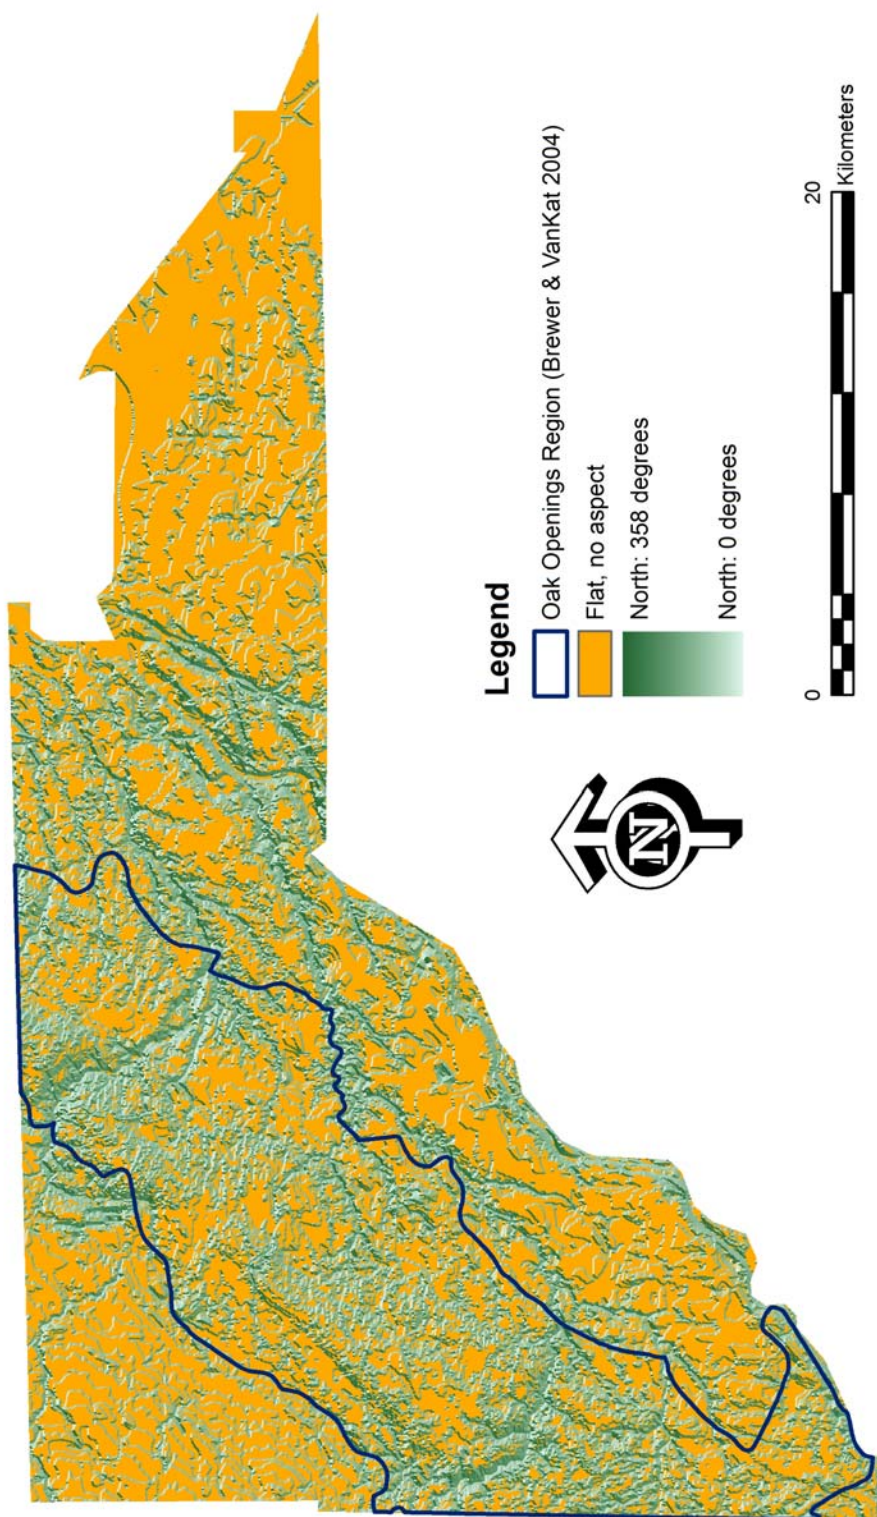 Legend
Oak Openings Region (Brewer & VanKat 2004)
Flat, no aspect
North: 358 degrees
North: 0 degrees
N
0
20
Kilometers